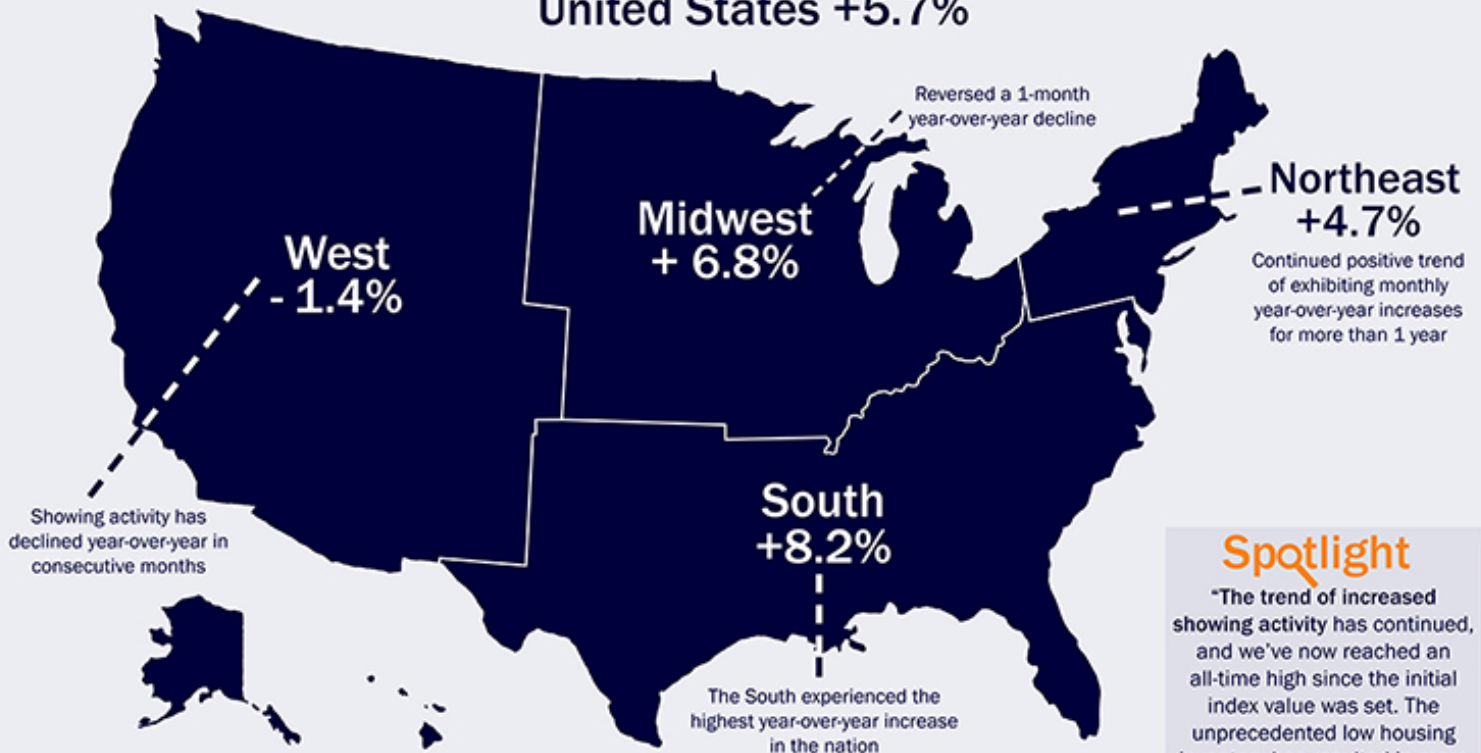 United States +5.7%
Reversed a 1-month
year-over-year decline
Northeast
+4.7%
Continued positive trend
of exhibiting monthly
year-over-year increases
for more than 1 year
Midwest
+ 6.8%
West
- 1.4%
Showing activity has
declined year-over-year in
consecutive months
South
+8.2%
The South experienced the
highest year-over-year increase
in the nation
Spotlight
“The trend of increased
showing activity has continued,
and we’ve now reached an
all-time high since the initial
index value was set. The
unprecedented low housing